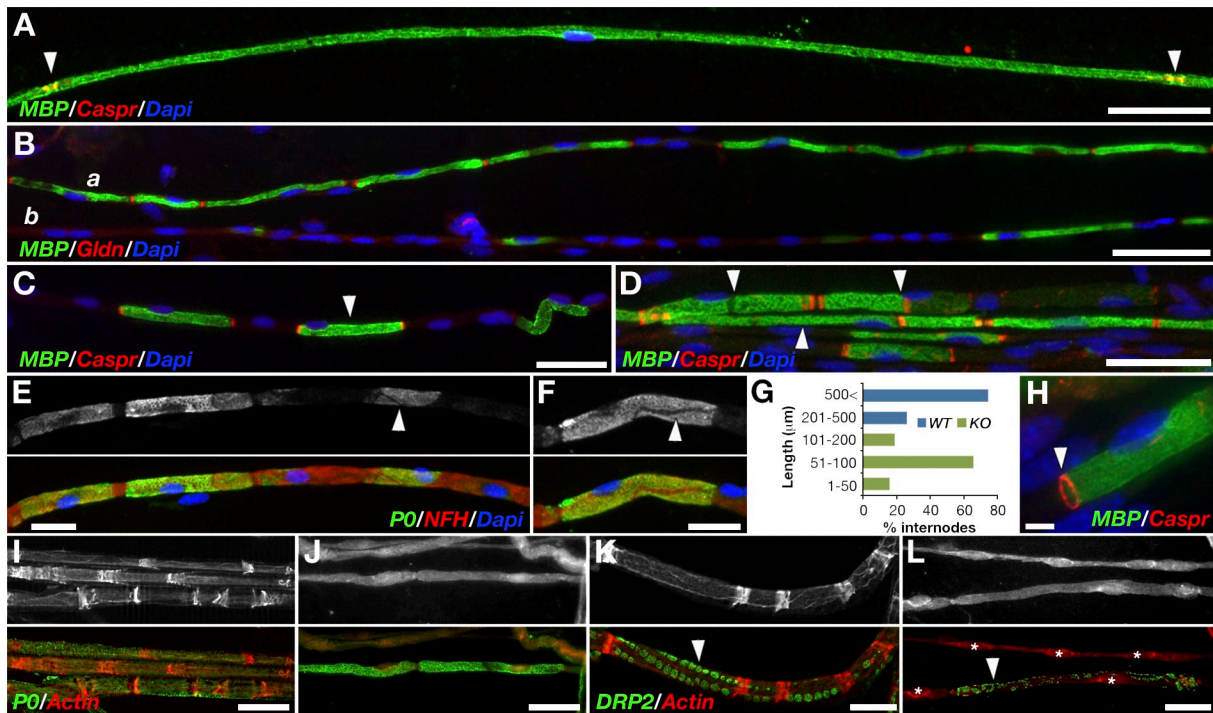 A
MBP/Caspr/Dapi
B
a
b
MBP/Gldn/Dapi
C
MBP/Caspr/Dapi
D
MBP/Caspr/Dapi
E
P0/NFH/Dapi
F
G
500<
201-500
101-200
51-100
1-50
Length (μm)
WT KO
0 20 40 60 80
% internodes
H
MBP/Caspr
I
P0/Actin
J
K
DRP2/Actin
L
* * *
* *